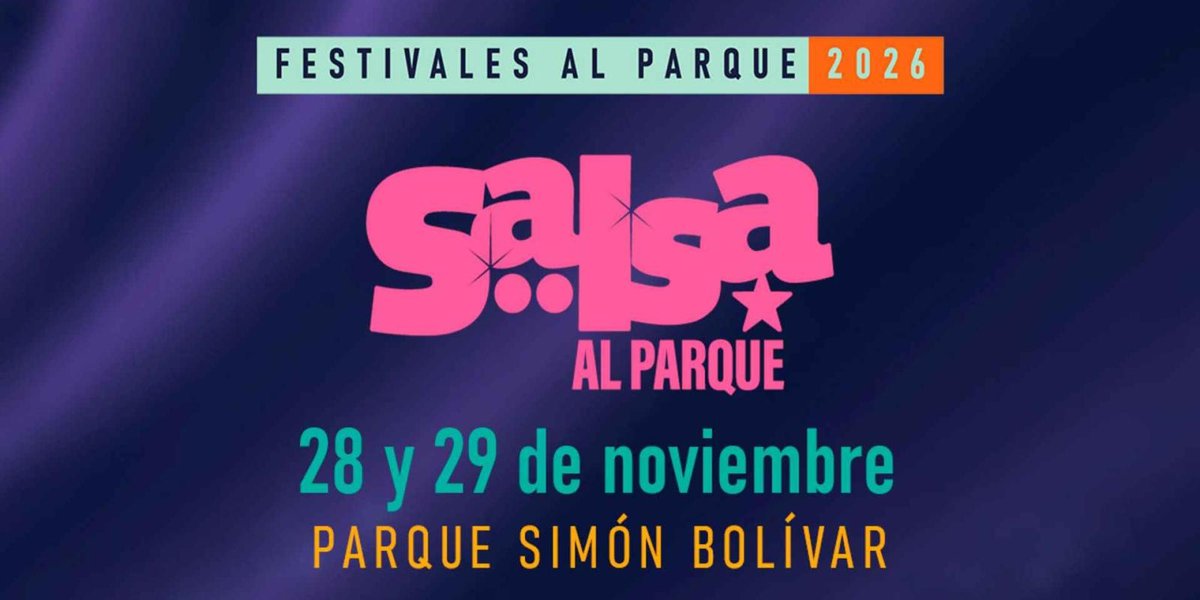 FESTIVALES AL PARQUE 2026
Salsa
AL PARQUE
28 y 29 de noviembre
PARQUE SIMÓN BOLÍVAR